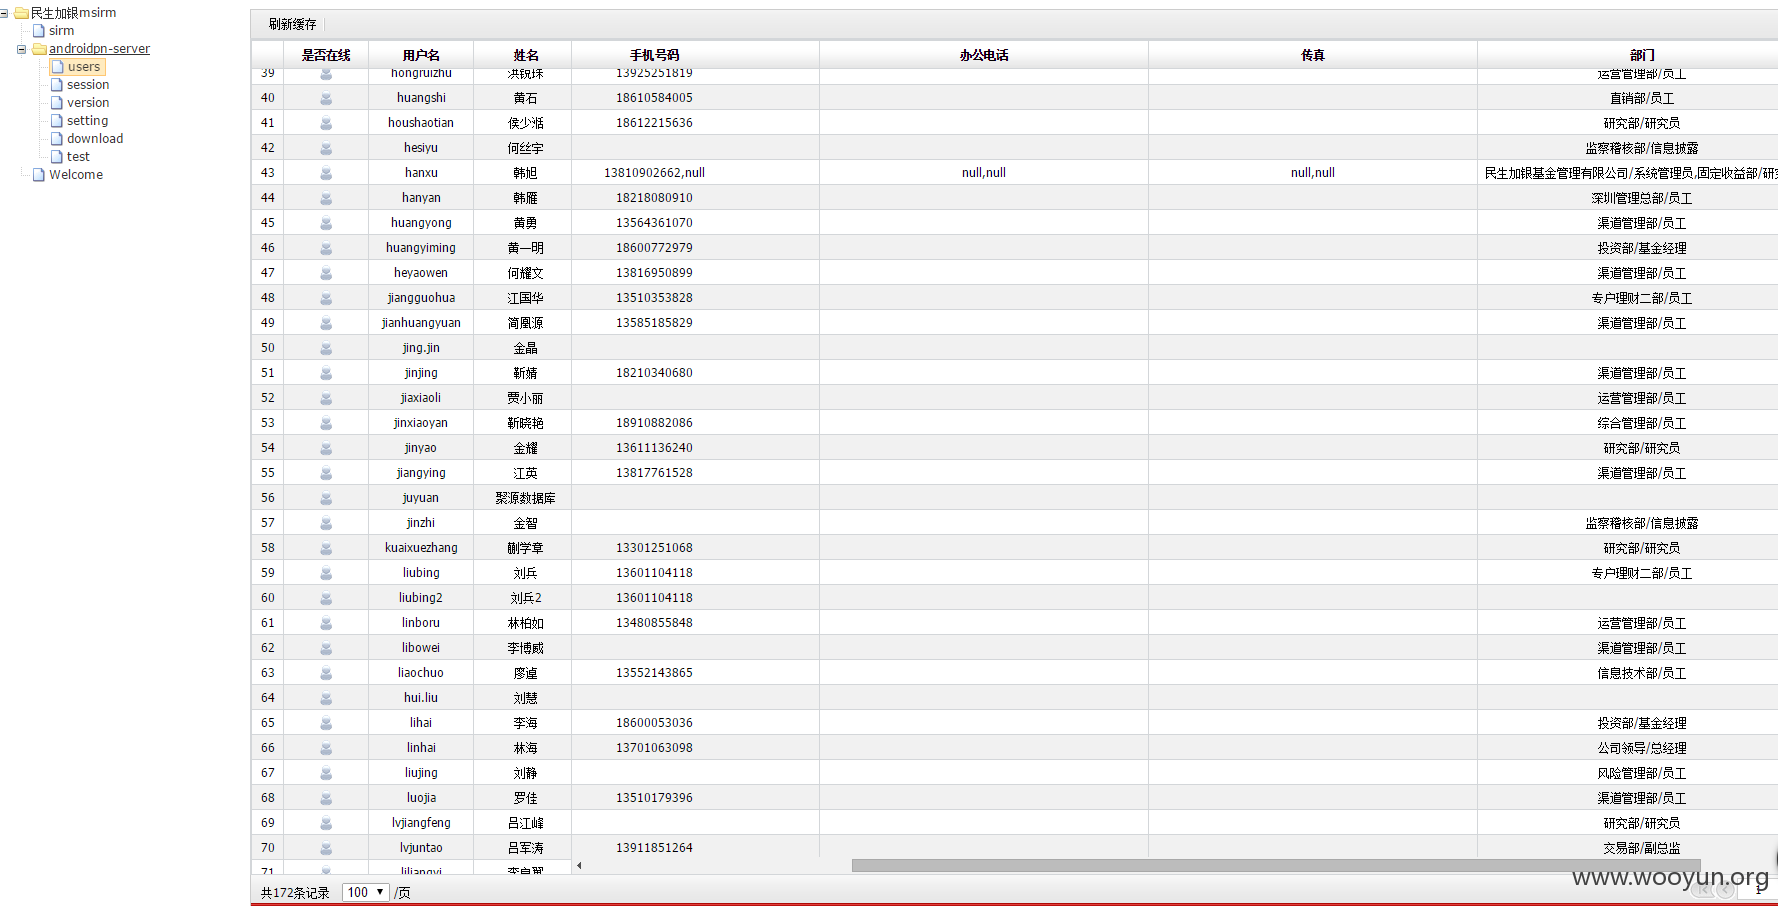 民生加银msirm
sirm
androidpn-server
users
session
version
setting
download
test
Welcome
刷新缓存
是否在线 用户名 姓名 手机号码 办公电话 传真 部门
39 hongruizhu 洪锐珠 13925251819 运营管理部/员工
40 huangshi 黄石 18610584005 直销部/员工
41 houshaotian 侯少湉 18612215636 研究部/研究员
42 hesiyu 何丝宇 监察稽核部/信息披露
43 hanxu 韩旭 13810902662,null null,null null,null 民生加银基金管理有限公司/系统管理员,固定收益部/研
44 hanyan 韩雁 18218080910 深圳管理总部/员工
45 huangyong 黄勇 13564361070 渠道管理部/员工
46 huangyiming 黄一明 18600772979 投资部/基金经理
47 heyaowen 何耀文 13816950899 渠道管理部/员工
48 jiangguohua 江国华 13510353828 专户理财二部/员工
49 jianhuangyuan 简凰源 13585185829 渠道管理部/员工
50 jing.jin 金晶
51 jinjing 靳婧 18210340680 渠道管理部/员工
52 jiaxiaoli 贾小丽 运营管理部/员工
53 jinxiaoyan 靳晓艳 18910882086 综合管理部/员工
54 jinyao 金耀 13611136240 研究部/研究员
55 jiangying 江英 13817761528 渠道管理部/员工
56 juyuan 聚源数据库
57 jinzhi 金智 监察稽核部/信息披露
58 kuaixuezhang 蒯学章 13301251068 研究部/研究员
59 liubing 刘兵 13601104118 专户理财二部/员工
60 liubing2 刘兵2 13601104118
61 linboru 林柏如 13480855848 运营管理部/员工
62 libowei 李博威 渠道管理部/员工
63 liaochuo 廖逴 13552143865 信息技术部/员工
64 hui.liu 刘慧
65 lihai 李海 18600053036 投资部/基金经理
66 linhai 林海 13701063098 公司领导/总经理
67 liujing 刘静 风险管理部/员工
68 luojia 罗佳 13510179396 渠道管理部/员工
69 lvjiangfeng 吕江峰 研究部/研究员
70 lvjuntao 吕军涛 13911851264 交易部/副总监
71 liliangyi 李良翼
共172条记录 100 /页 1
www.wooyun.org